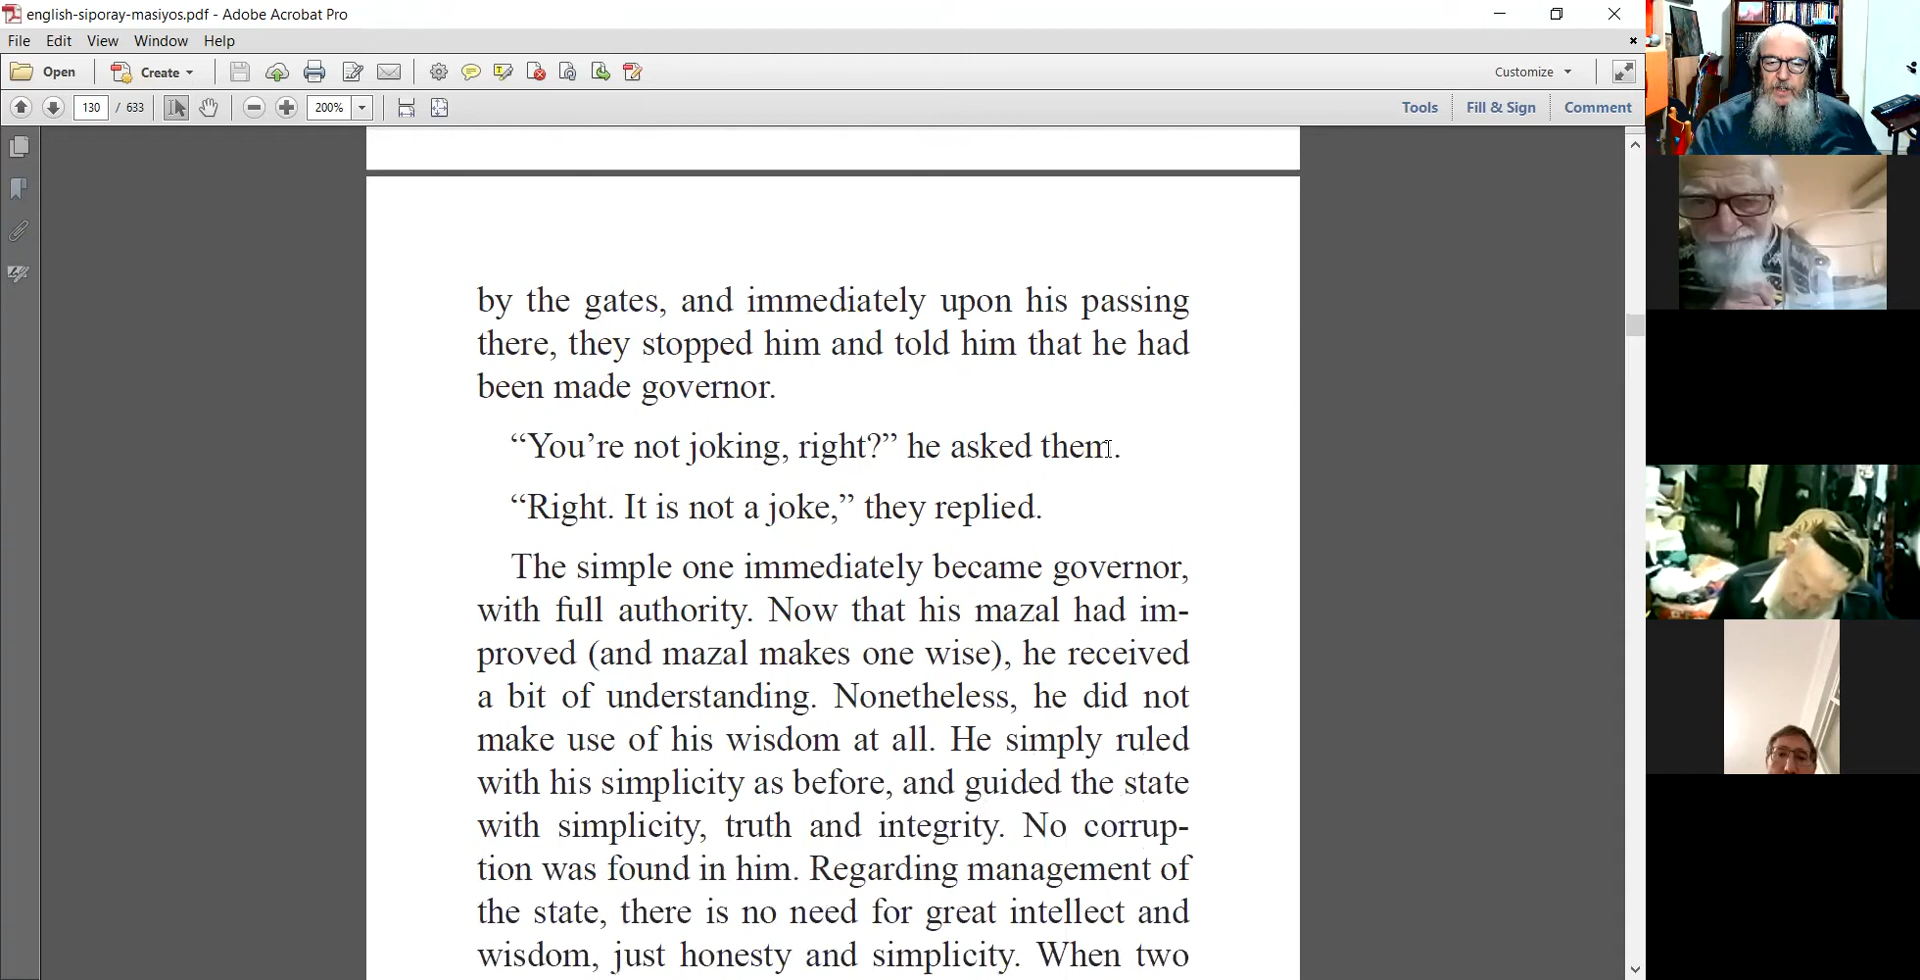 english-siporay-masiyos.pdf - Adobe Acrobat Pro
File Edit View Window Help
Open Create Customize
130 / 633 200% Tools Fill & Sign Comment
by the gates, and immediately upon his passing
there, they stopped him and told him that he had
been made governor.
“You’re not joking, right?” he asked them.
“Right. It is not a joke,” they replied.
The simple one immediately became governor,
with full authority. Now that his mazal had im-
proved (and mazal makes one wise), he received
a bit of understanding. Nonetheless, he did not
make use of his wisdom at all. He simply ruled
with his simplicity as before, and guided the state
with simplicity, truth and integrity. No corrup-
tion was found in him. Regarding management of
the state, there is no need for great intellect and
wisdom, just honesty and simplicity. When two